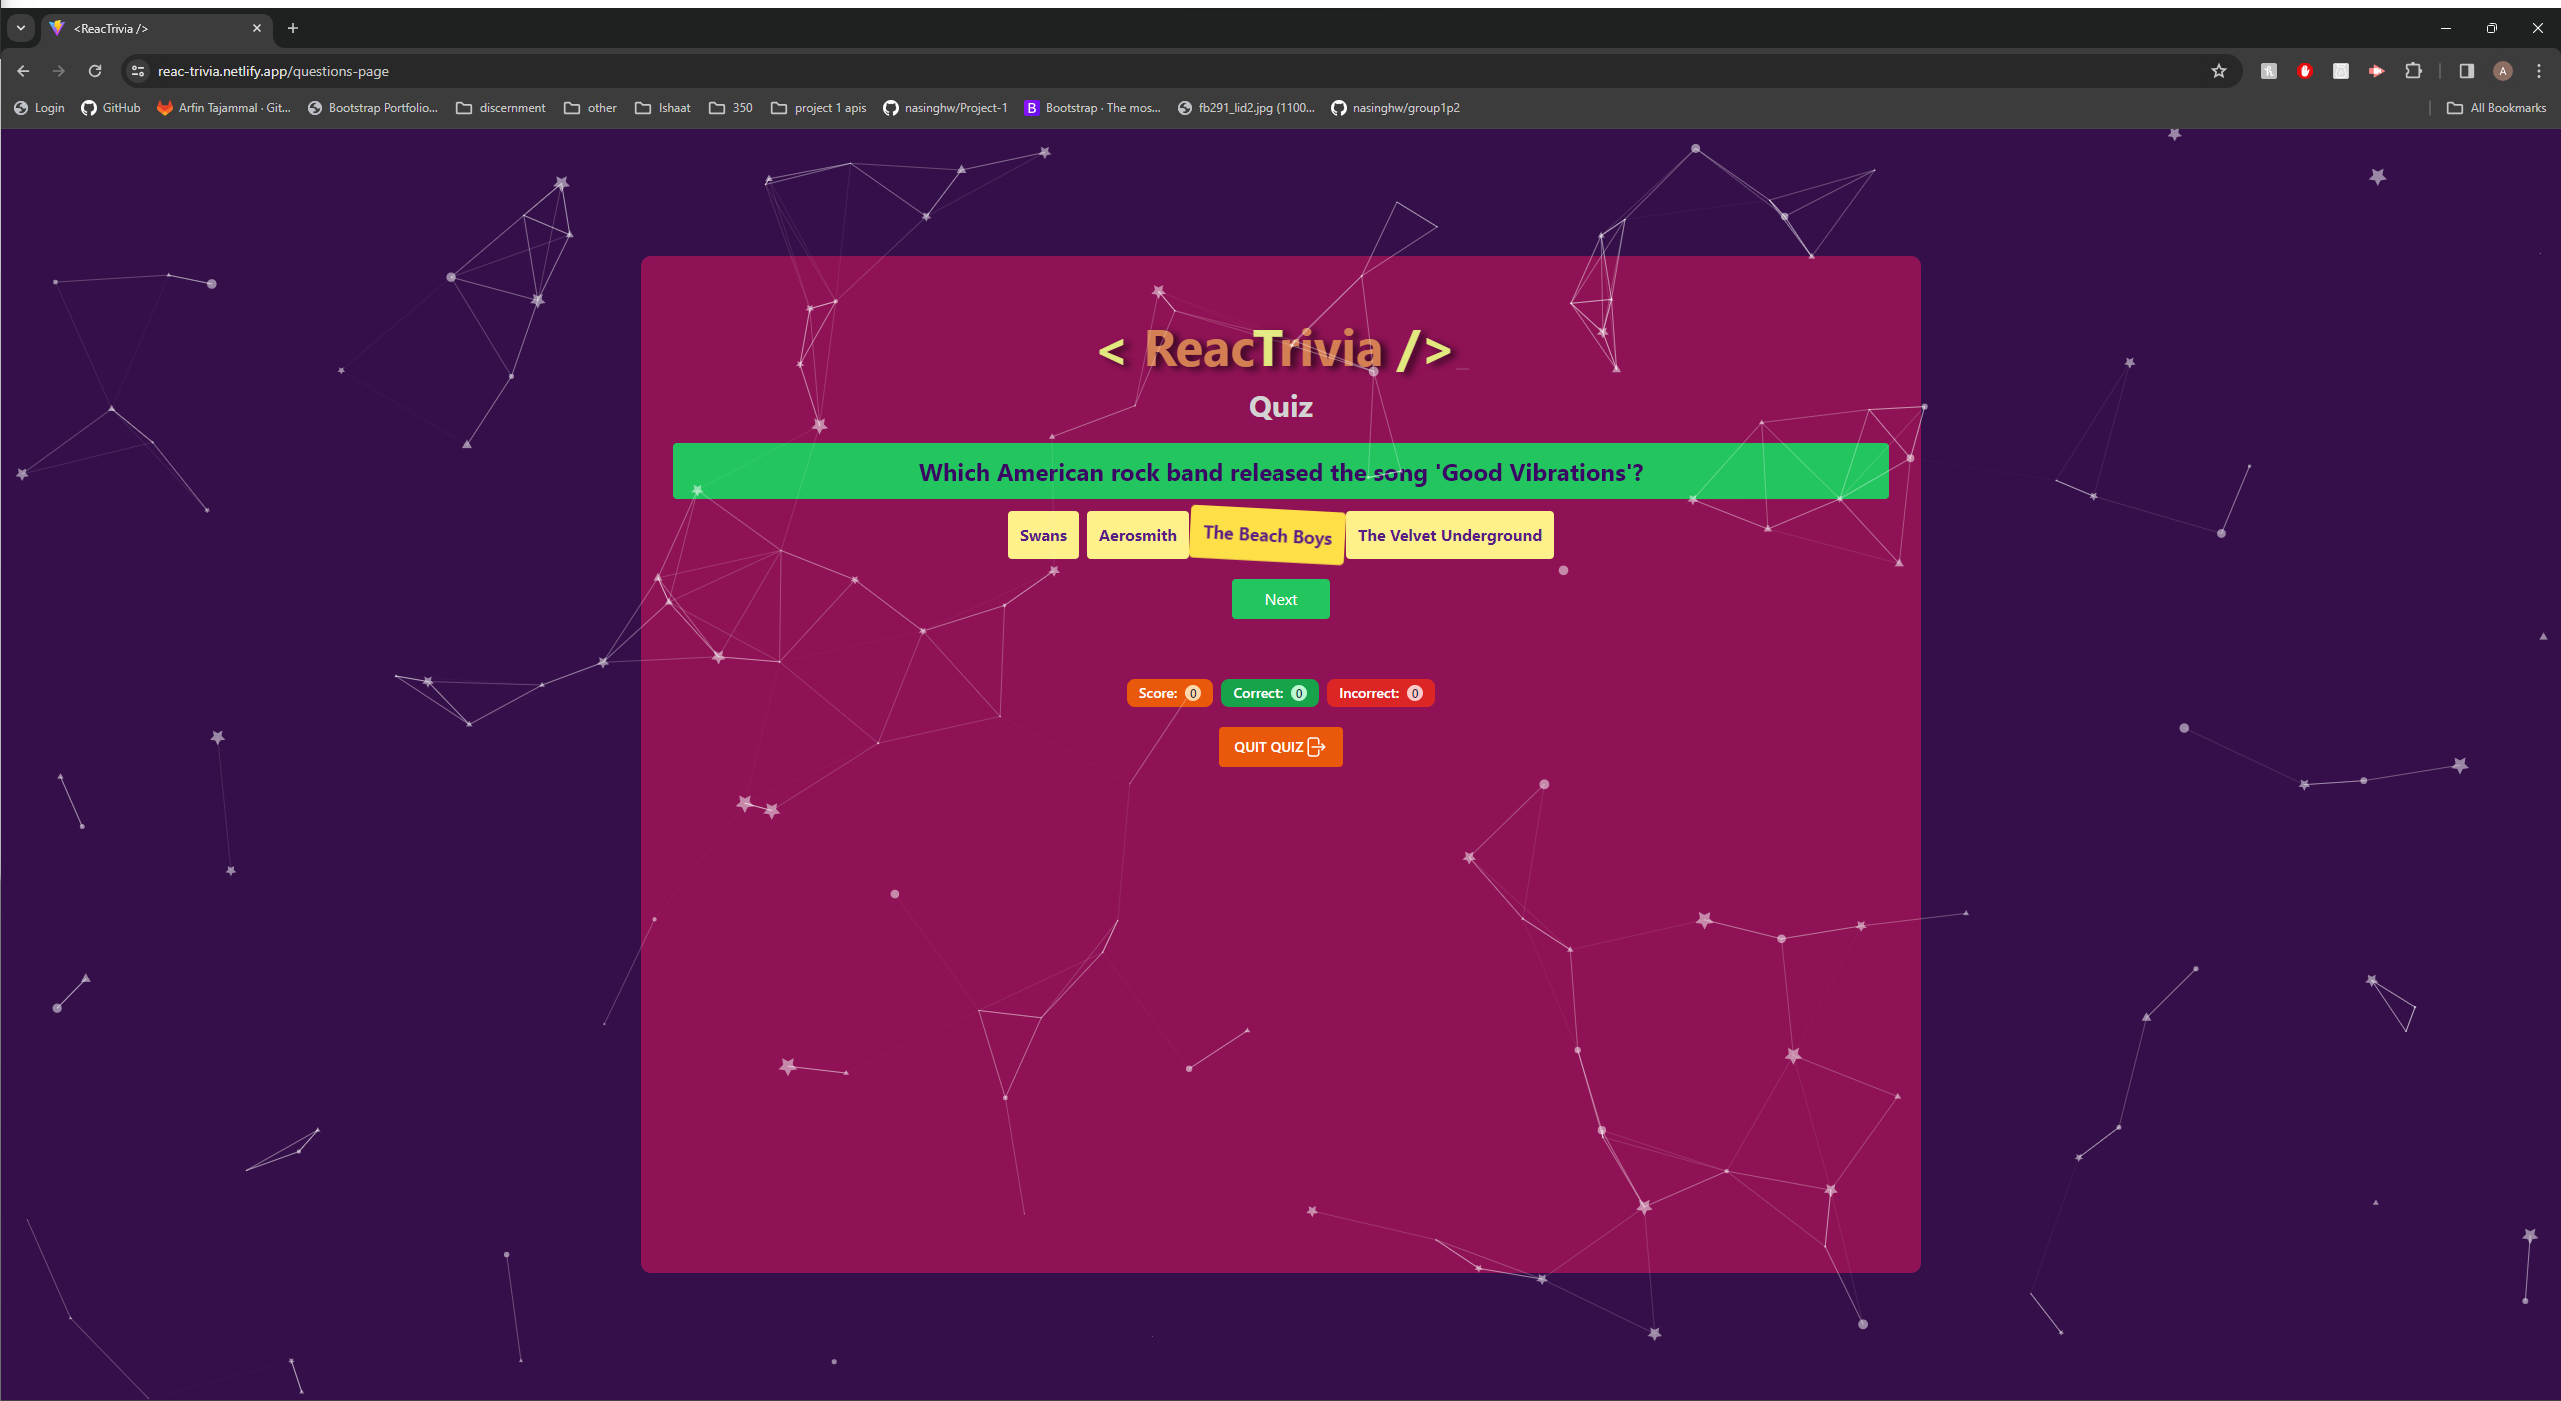 <ReacTrivia />
reac-trivia.netlify.app/questions-page
A
Login GitHub Arfin Tajammal · Git... Bootstrap Portfolio... discernment other Ishaat 350 project 1 apis nasinghw/Project-1 B Bootstrap · The mos... fb291_lid2.jpg (1100... nasinghw/group1p2 All Bookmarks
< ReacTrivia />_
Quiz
Which American rock band released the song 'Good Vibrations'?
Swans Aerosmith The Beach Boys The Velvet Underground
Next
Score: 0 Correct: 0 Incorrect: 0
QUIT QUIZ